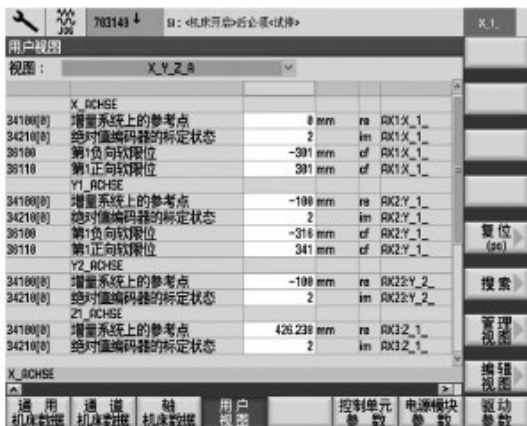 JOG
703149 SI: <机床开启>后必须<试停>
X_1_
用户视图
视图: X_Y_Z_A
X_ACHSE
34100[0] 增量系统上的参考点 0 mm re AX1:X_1_
34210[0] 绝对值编码器的标定状态 2 im AX1:X_1_
36100 第1负向软限位 -301 mm cf AX1:X_1_
36110 第1正向软限位 301 mm cf AX1:X_1_
Y1_ACHSE
34100[0] 增量系统上的参考点 -100 mm re AX2:Y_1_
34210[0] 绝对值编码器的标定状态 2 im AX2:Y_1_
36100 第1负向软限位 -316 mm cf AX2:Y_1_
36110 第1正向软限位 341 mm cf AX2:Y_1_
Y2_ACHSE
34100[0] 增量系统上的参考点 -100 mm re AX23:Y_2_
34210[0] 绝对值编码器的标定状态 2 im AX23:Y_2_
Z1_ACHSE
34100[0] 增量系统上的参考点 426.238 mm re AX3:Z_1_
34210[0] 绝对值编码器的标定状态 2 im AX3:Z_1_
X_ACHSE
复位
(po)
搜索
管理
视图
编辑
视图
通用
机床数据
通道
机床数据
轴
机床数据
用户
视图
控制单元
参数
电源模块
参数
驱动
参数